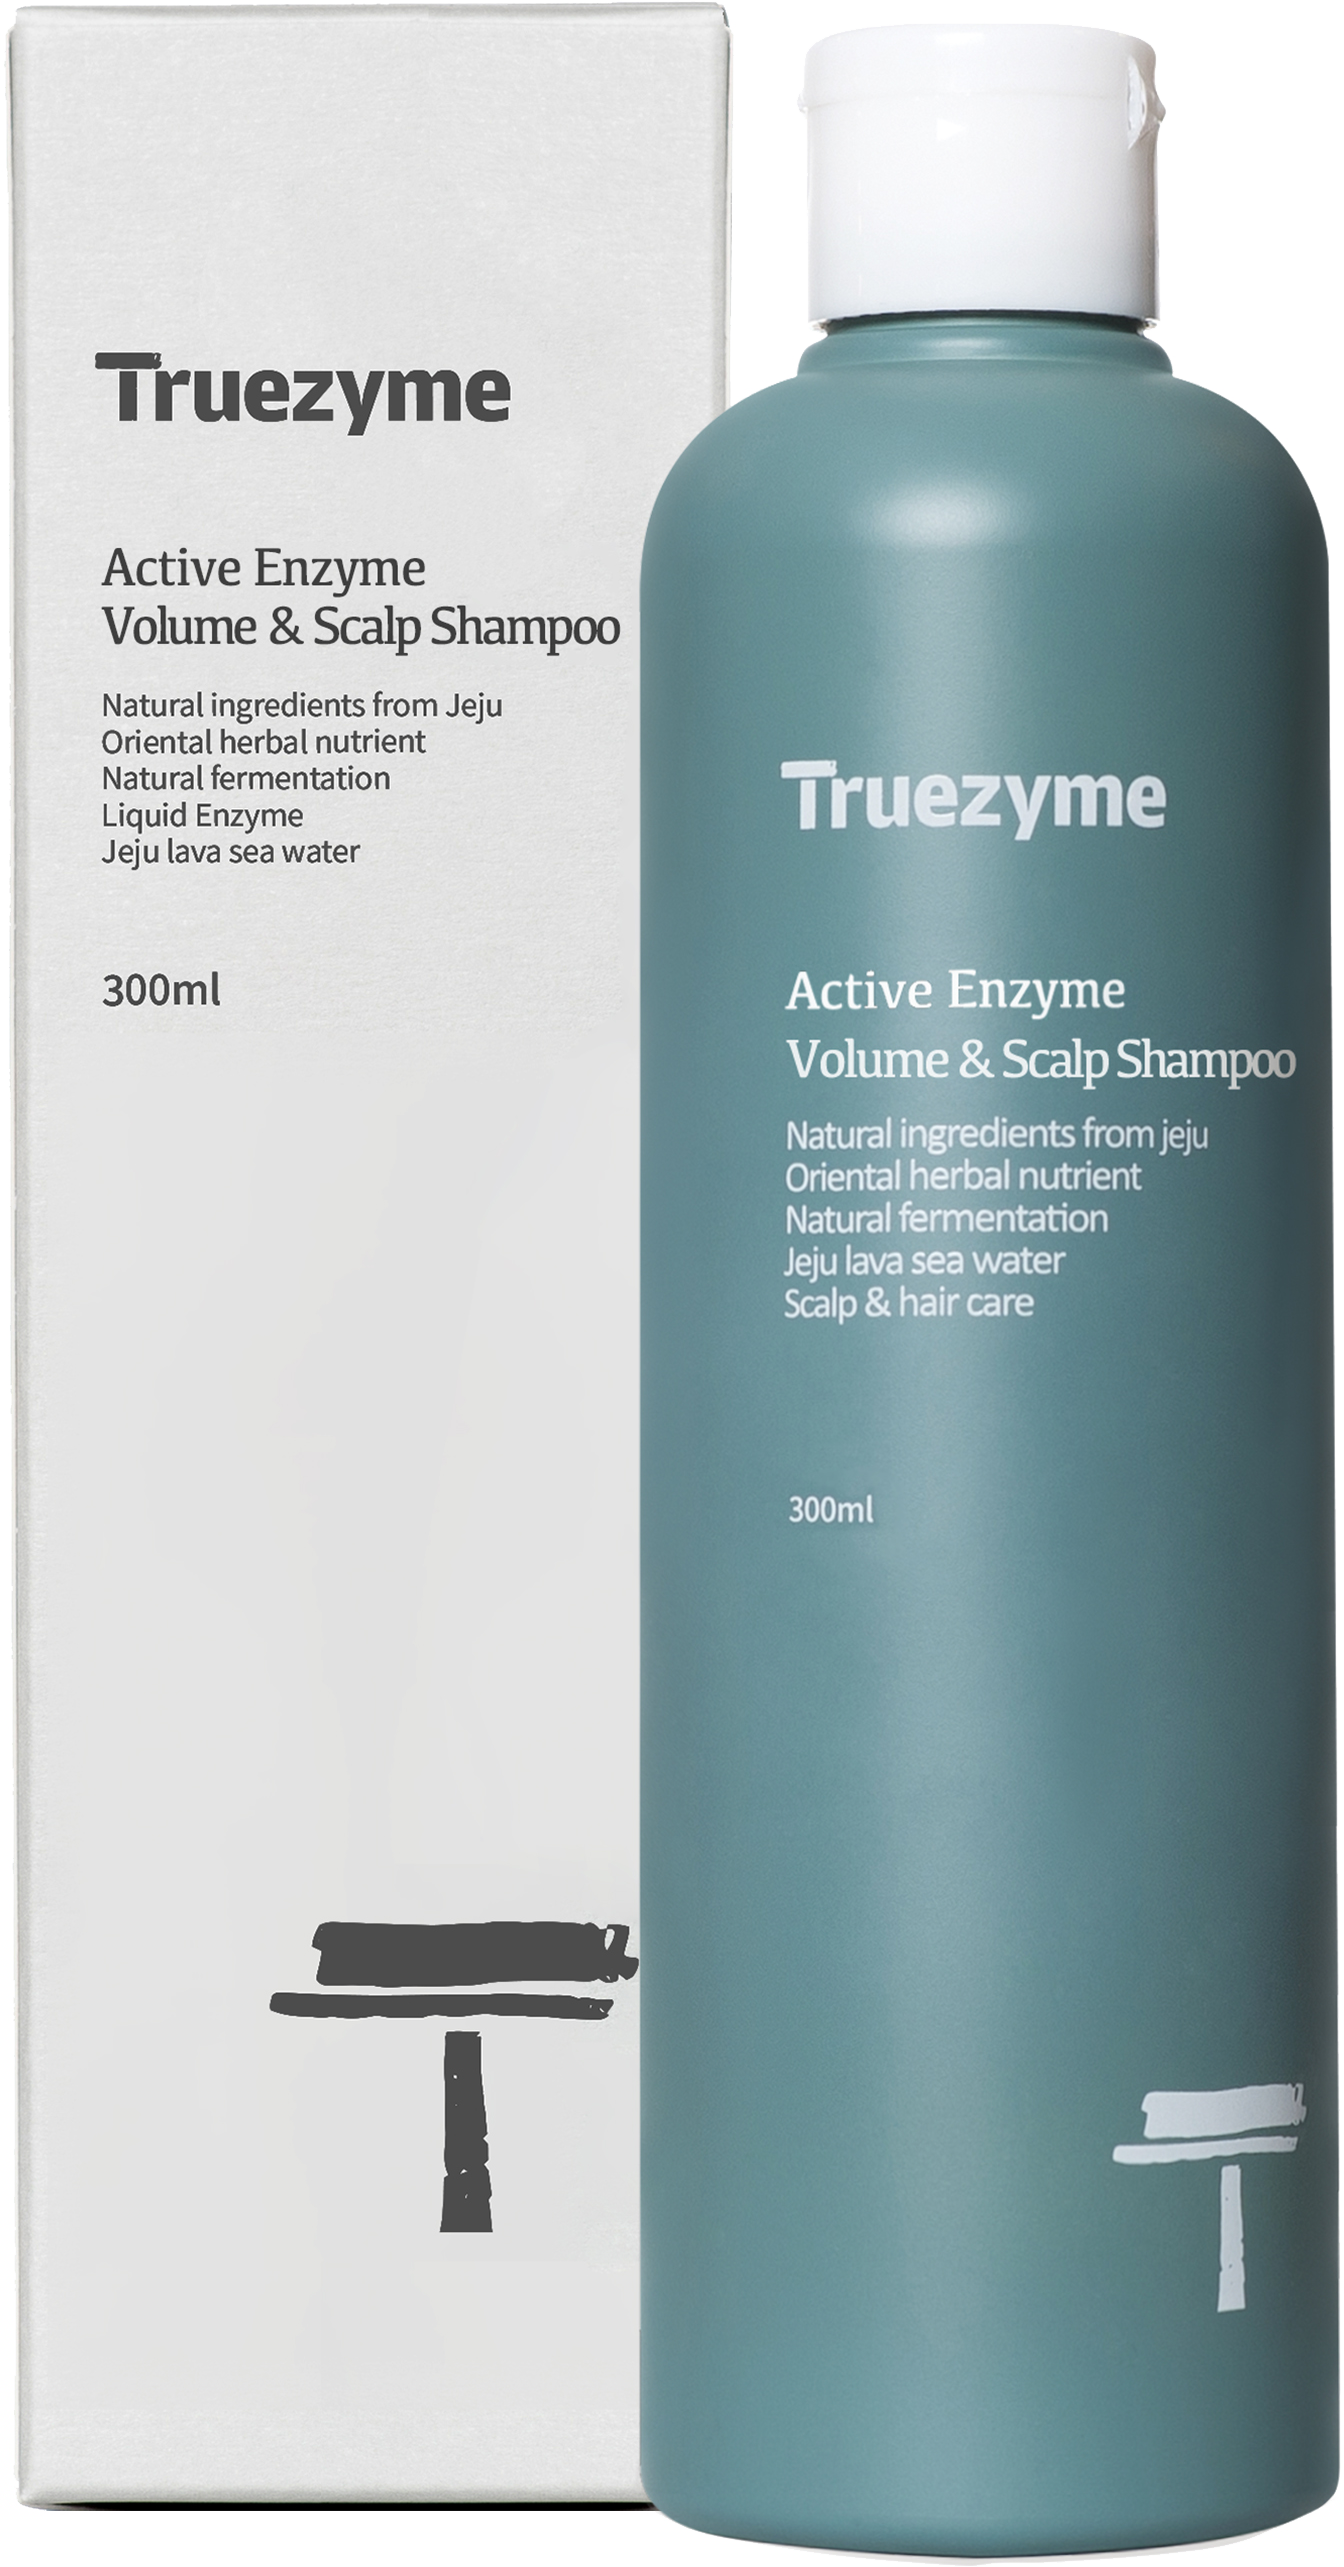 Truezyme
Active Enzyme
Volume & Scalp Shampoo
Natural ingredients from Jeju
Oriental herbal nutrient
Natural fermentation
Liquid Enzyme
Jeju lava sea water
300ml
T
Truezyme
Active Enzyme
Volume & Scalp Shampoo
Natural ingredients from jeju
Oriental herbal nutrient
Natural fermentation
Jeju lava sea water
Scalp & hair care
300ml
T